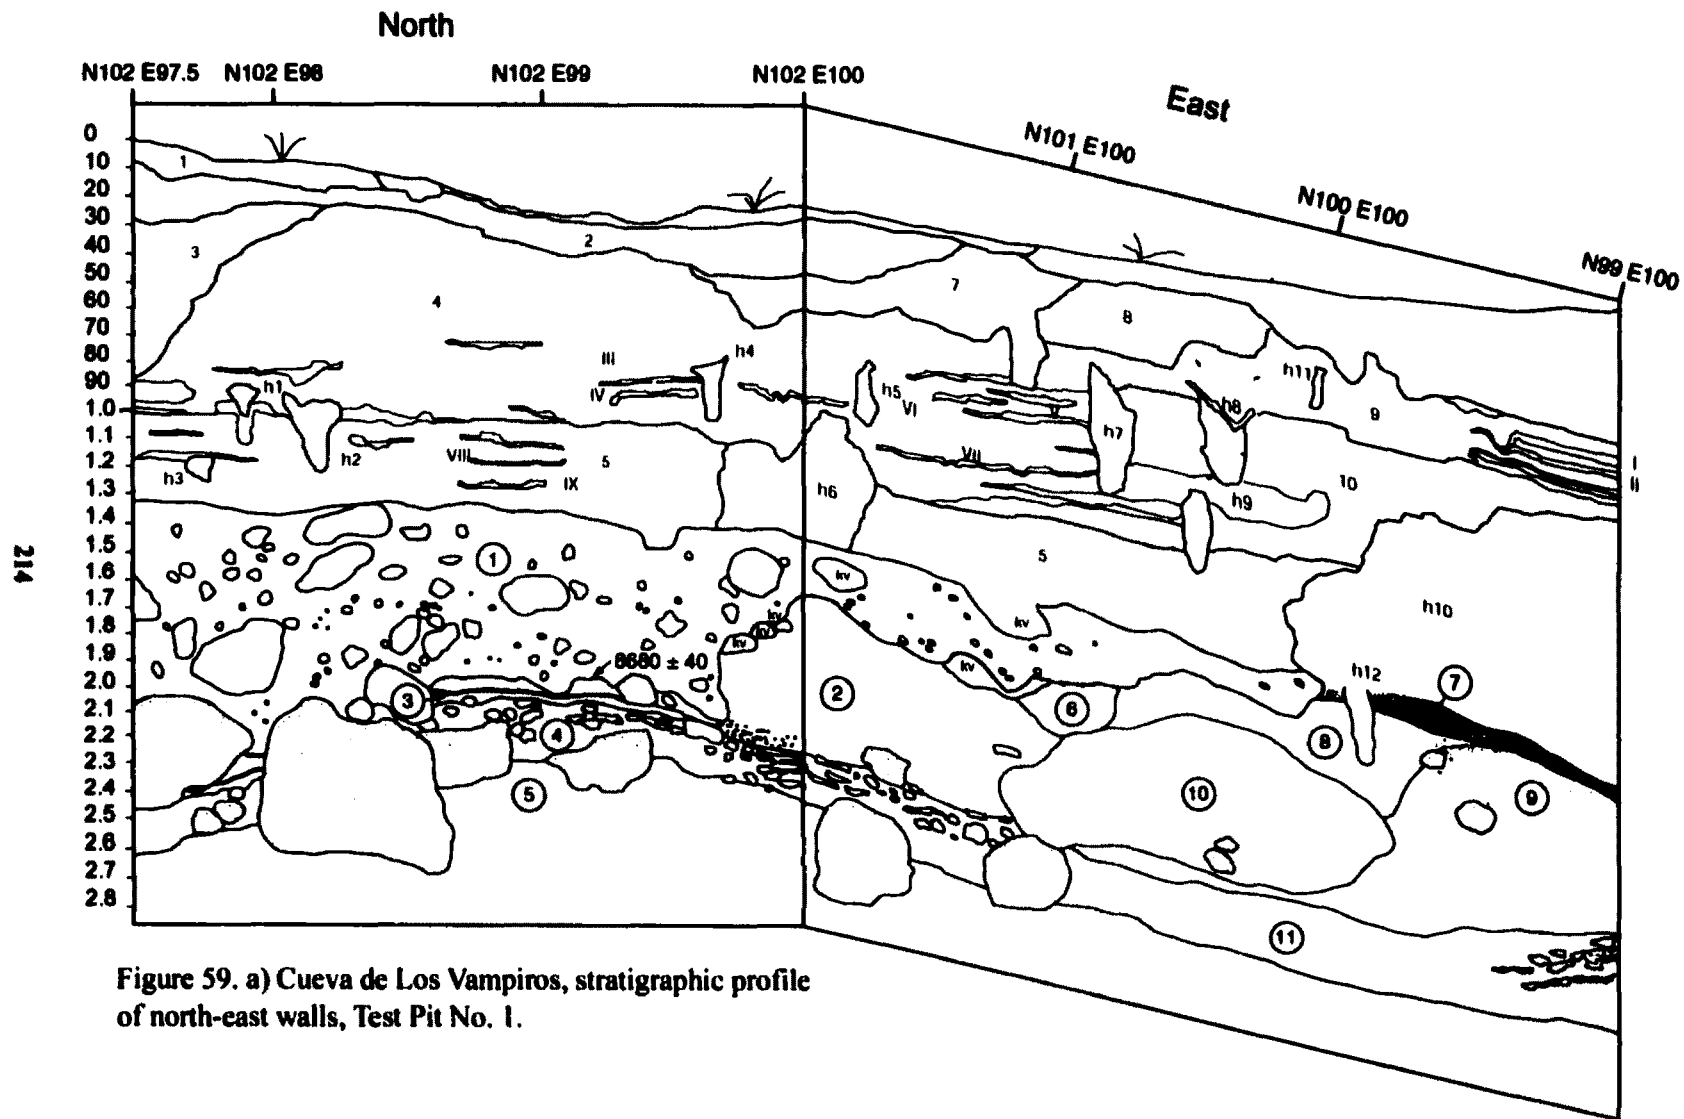 North
N102 E97.5 N102 E98 N102 E99 N102 E100
East
N101 E100
N100 E100
N99 E100
0
10
20
30
40
50
60
70
80
90
1.0
1.1
1.2
1.3
1.4
1.5
1.6
1.7
1.8
1.9
2.0
2.1
2.2
2.3
2.4
2.5
2.6
2.7
2.8
1
2
3
4
7
8
III
h4
h11
h1
IV
h5
VI
V
h8
9
h7
h2
VIII
5
VII
I
h3
IX
h6
h9
10
II
1
5
kv
h10
kv
kv
kv
kv
8680 ± 40
kv
h12
3
2
6
7
4
8
5
10
9
11
214
Figure 59. a) Cueva de Los Vampiros, stratigraphic profile
of north-east walls, Test Pit No. 1.